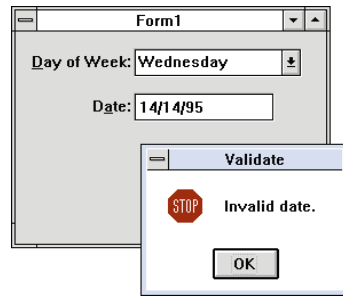 Form1
Day of Week: Wednesday
Date: 14/14/95
Validate
STOP Invalid date.
OK